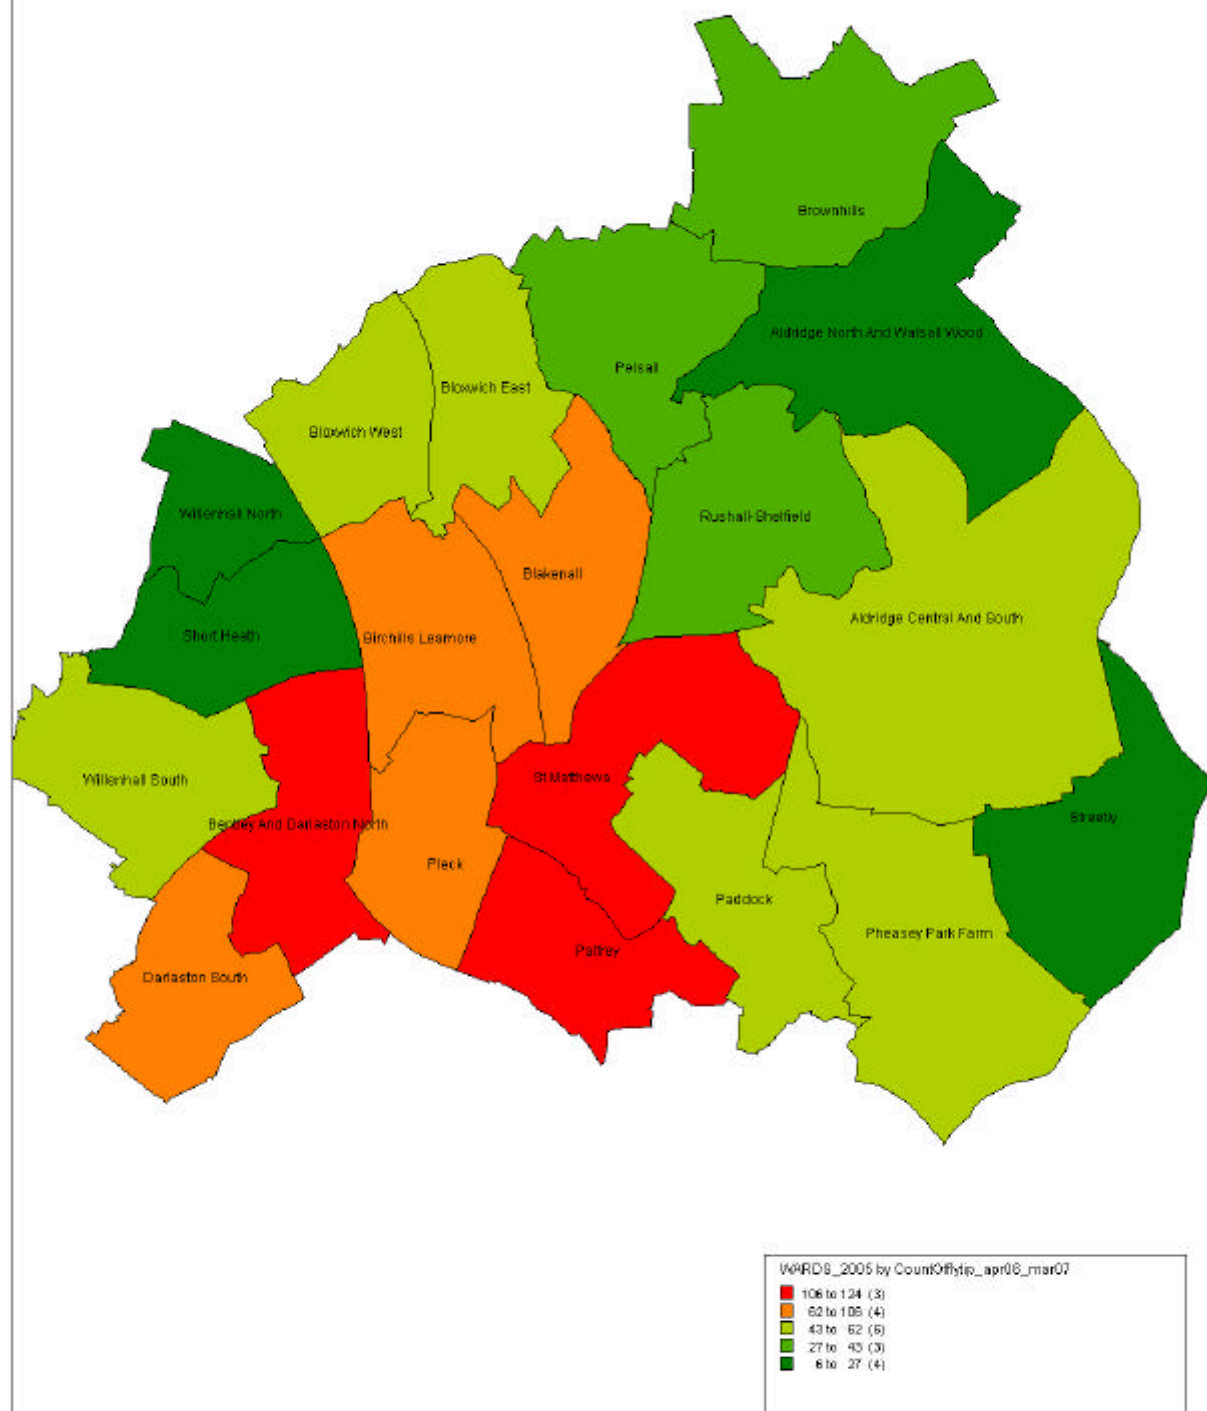 Brownhills
Aldridge North And Walsall Wood
Pelsall
Bloxwich East
Bloxwich West
Willenhall North
Rushall-Shelfield
Blakenall
Short Heath
Birchills Leamore
Aldridge Central And South
Willenhall South
St Matthews
Bentley And Darlaston North
Streetly
Pleck
Paddock
Pheasey Park Farm
Palfrey
Darlaston South
WARDS_2005 by CountOfflytip_apr06_mar07
106 to 124 (3)
62 to 106 (4)
43 to 62 (6)
27 to 43 (3)
6 to 27 (4)